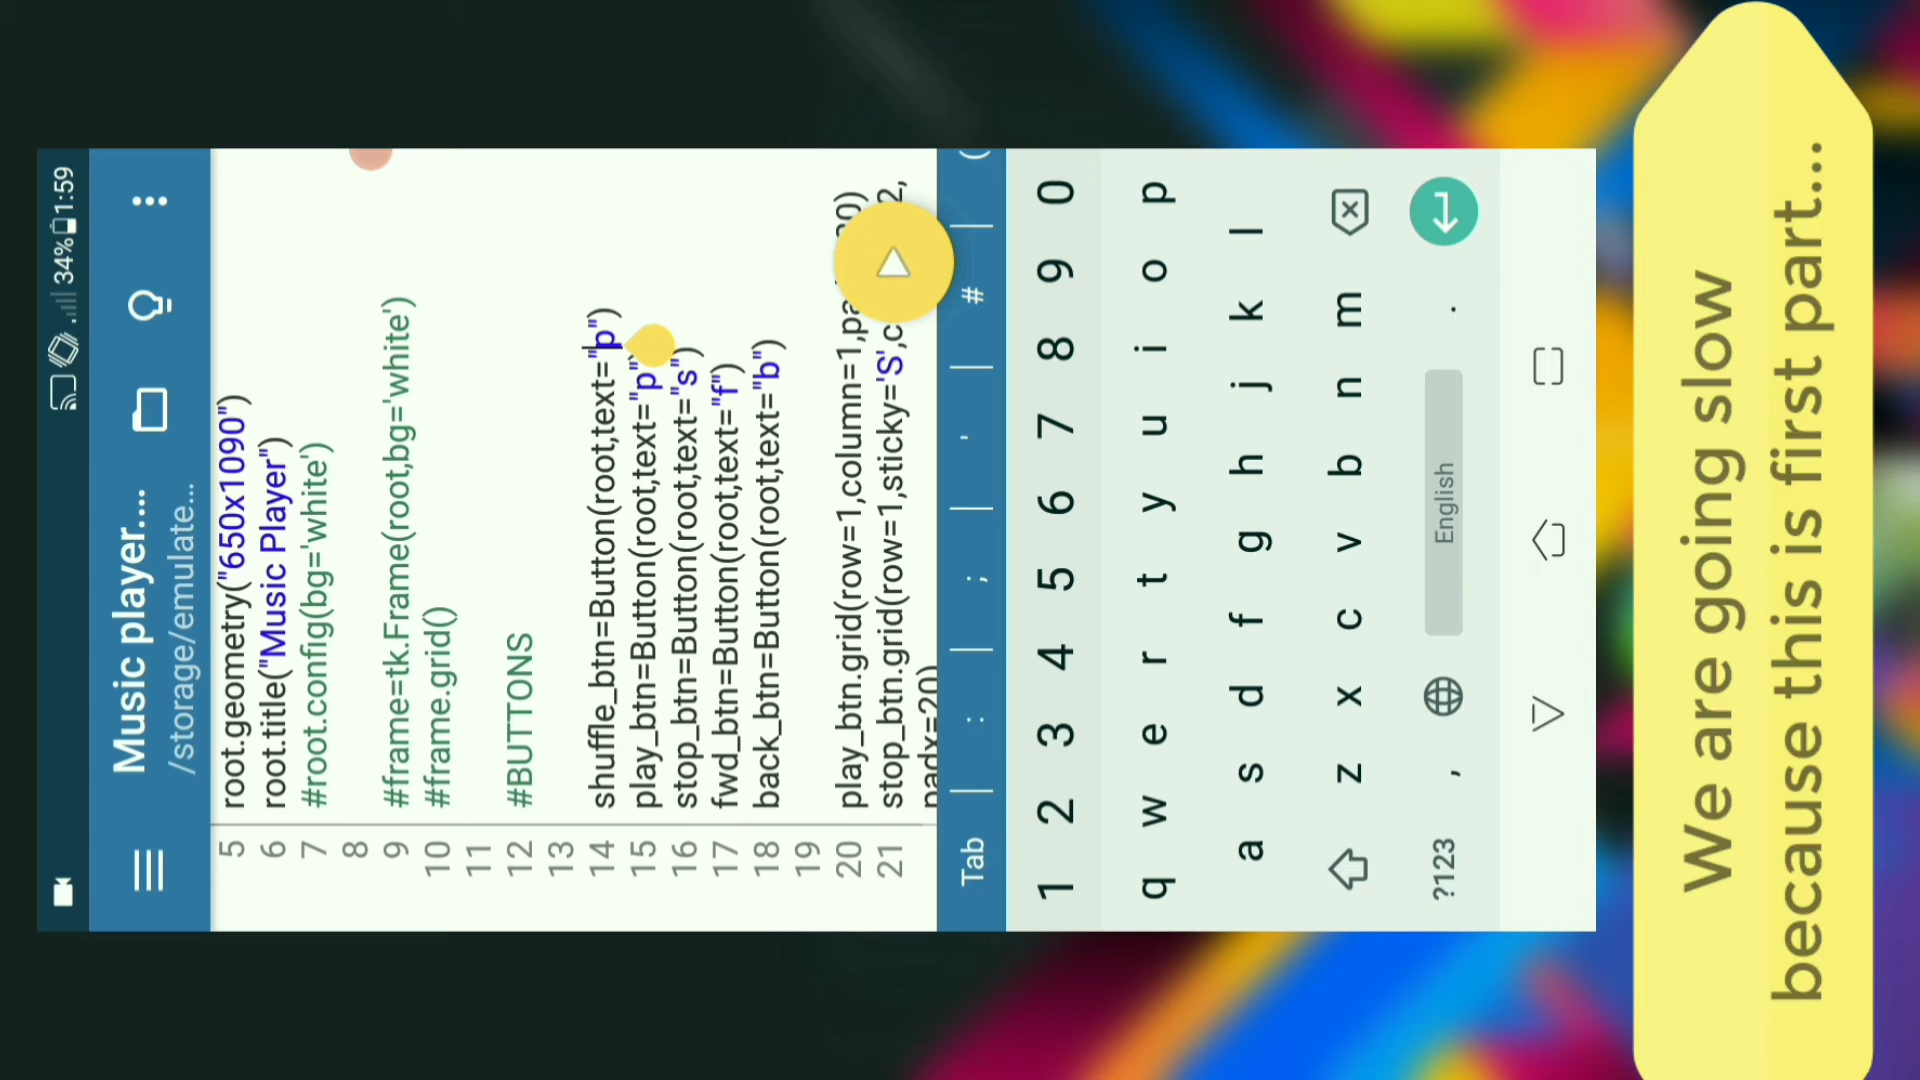 34% 1:59
Music player....
/storage/emulate...
5 root.geometry("650x1090")
6 root.title("Music Player")
7 #root.config(bg='white')
8
9 #frame=tk.Frame(root,bg='white')
10 #frame.grid()
11
12 #BUTTONS
13
14 shuffle_btn=Button(root,text="p")
15 play_btn=Button(root,text="p"
16 stop_btn=Button(root,text="s")
17 fwd_btn=Button(root,text="f")
18 back_btn=Button(root,text="b")
19
20 play_btn.grid(row=1,column=1,pa
21 stop_btn.grid(row=1,sticky='S',c 2,
padx=20)
Tab : ; ' # (
1 2 3 4 5 6 7 8 9 0
q w e r t y u i o p
a s d f g h j k l
z x c v b n m
?123 , English .
We are going slow
because this is first part...